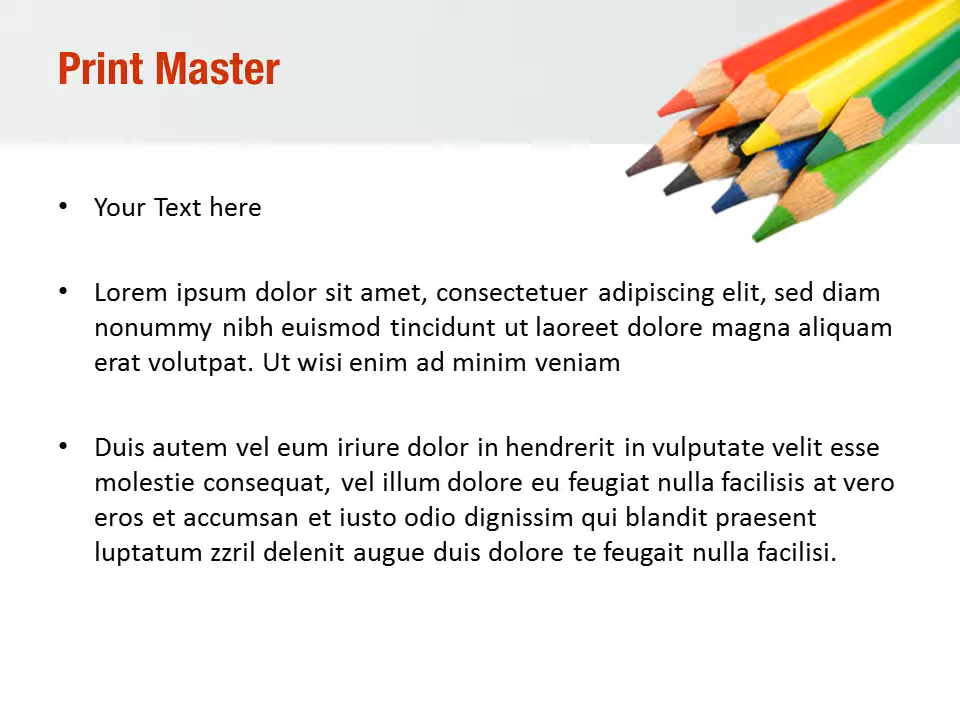 Print Master
• Your Text here
• Lorem ipsum dolor sit amet, consectetuer adipiscing elit, sed diam
nonummy nibh euismod tincidunt ut laoreet dolore magna aliquam
erat volutpat. Ut wisi enim ad minim veniam
• Duis autem vel eum iriure dolor in hendrerit in vulputate velit esse
molestie consequat, vel illum dolore eu feugiat nulla facilisis at vero
eros et accumsan et iusto odio dignissim qui blandit praesent
luptatum zzril delenit augue duis dolore te feugait nulla facilisi.